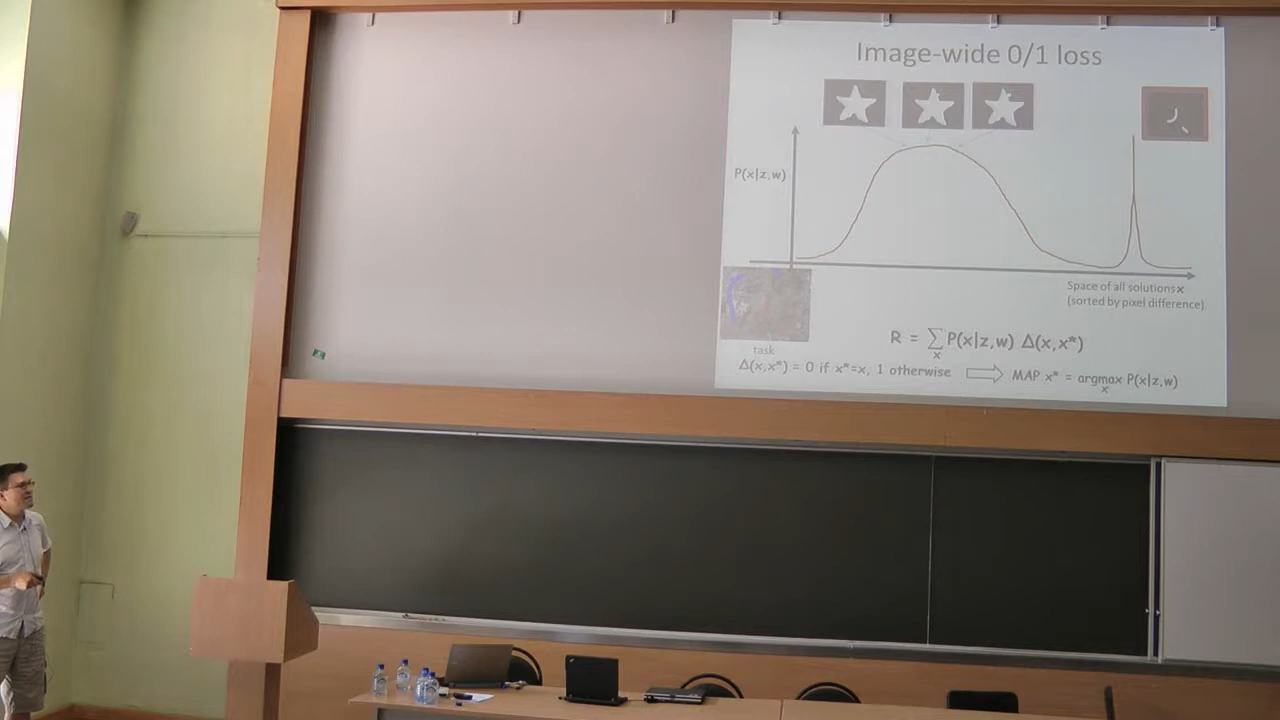 Image-wide 0/1 loss
P(x|z,w)
Space of all solutions x
(sorted by pixel difference)
task
R = ∑ P(x|z,w) Δ(x,x*)
x
Δ(x,x*) = 0 if x*=x, 1 otherwise ⇒ MAP x* = argmax P(x|z,w)
x